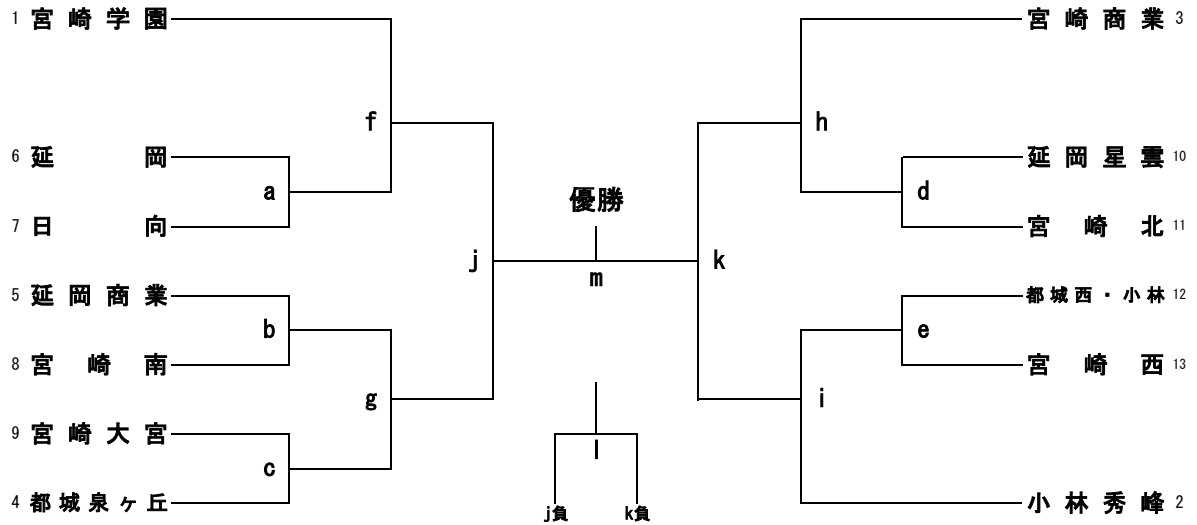 1 宮崎学園
f
6 延岡
a
7 日向
j
5 延岡商業
b
8 宮崎南
g
9 宮崎大宮
c
4 都城泉ヶ丘
優勝
m
l
j負 k負
宮崎商業 3
h
延岡星雲 10
d
宮崎北 11
k
都城西・小林 12
e
宮崎西 13
i
小林秀峰 2